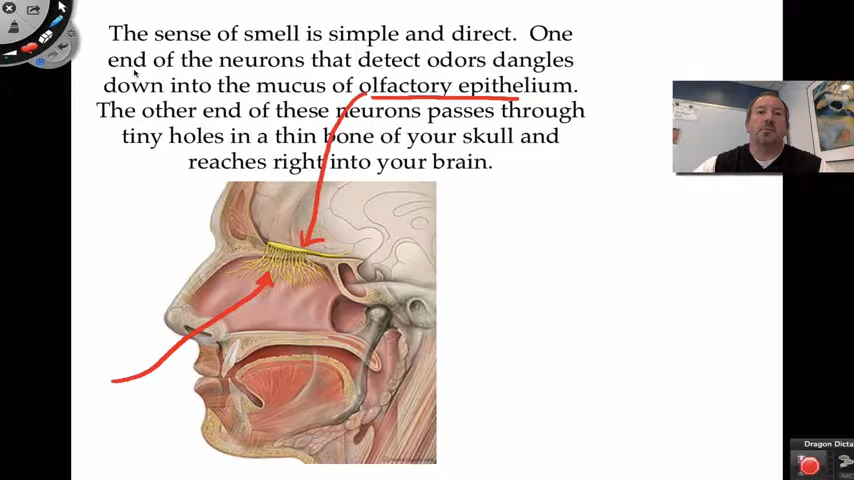 The sense of smell is simple and direct. One
end of the neurons that detect odors dangles
down into the mucus of olfactory epithelium.
The other end of these neurons passes through
tiny holes in a thin bone of your skull and
reaches right into your brain.
Dragon Dicta